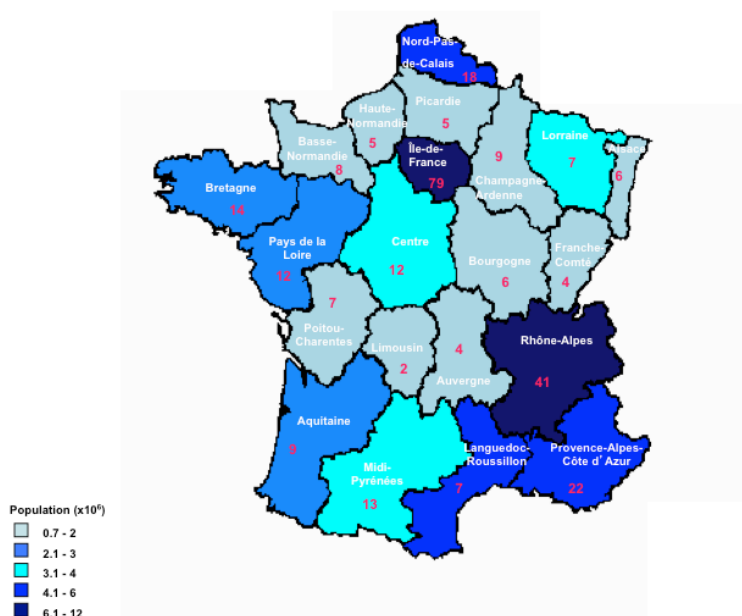 Nord-Pas-
de-Calais
18
Haute-
Normandie
5
Picardie
5
Basse-
Normandie
8
Île-de-
France
79
9
Champagne-
Ardenne
Lorraine
7
Alsace
6
Bretagne
14
Pays de la
Loire
12
Centre
12
Bourgogne
6
Franche-
Comté
4
7
Poitou-
Charentes
Limousin
2
4
Auvergne
Rhône-Alpes
41
Aquitaine
9
Midi-
Pyrénées
13
Languedoc-
Roussillon
7
Provence-Alpes-
Côte d' Azur
22
Population (x10⁶)
0.7 - 2
2.1 - 3
3.1 - 4
4.1 - 6
6.1 - 12